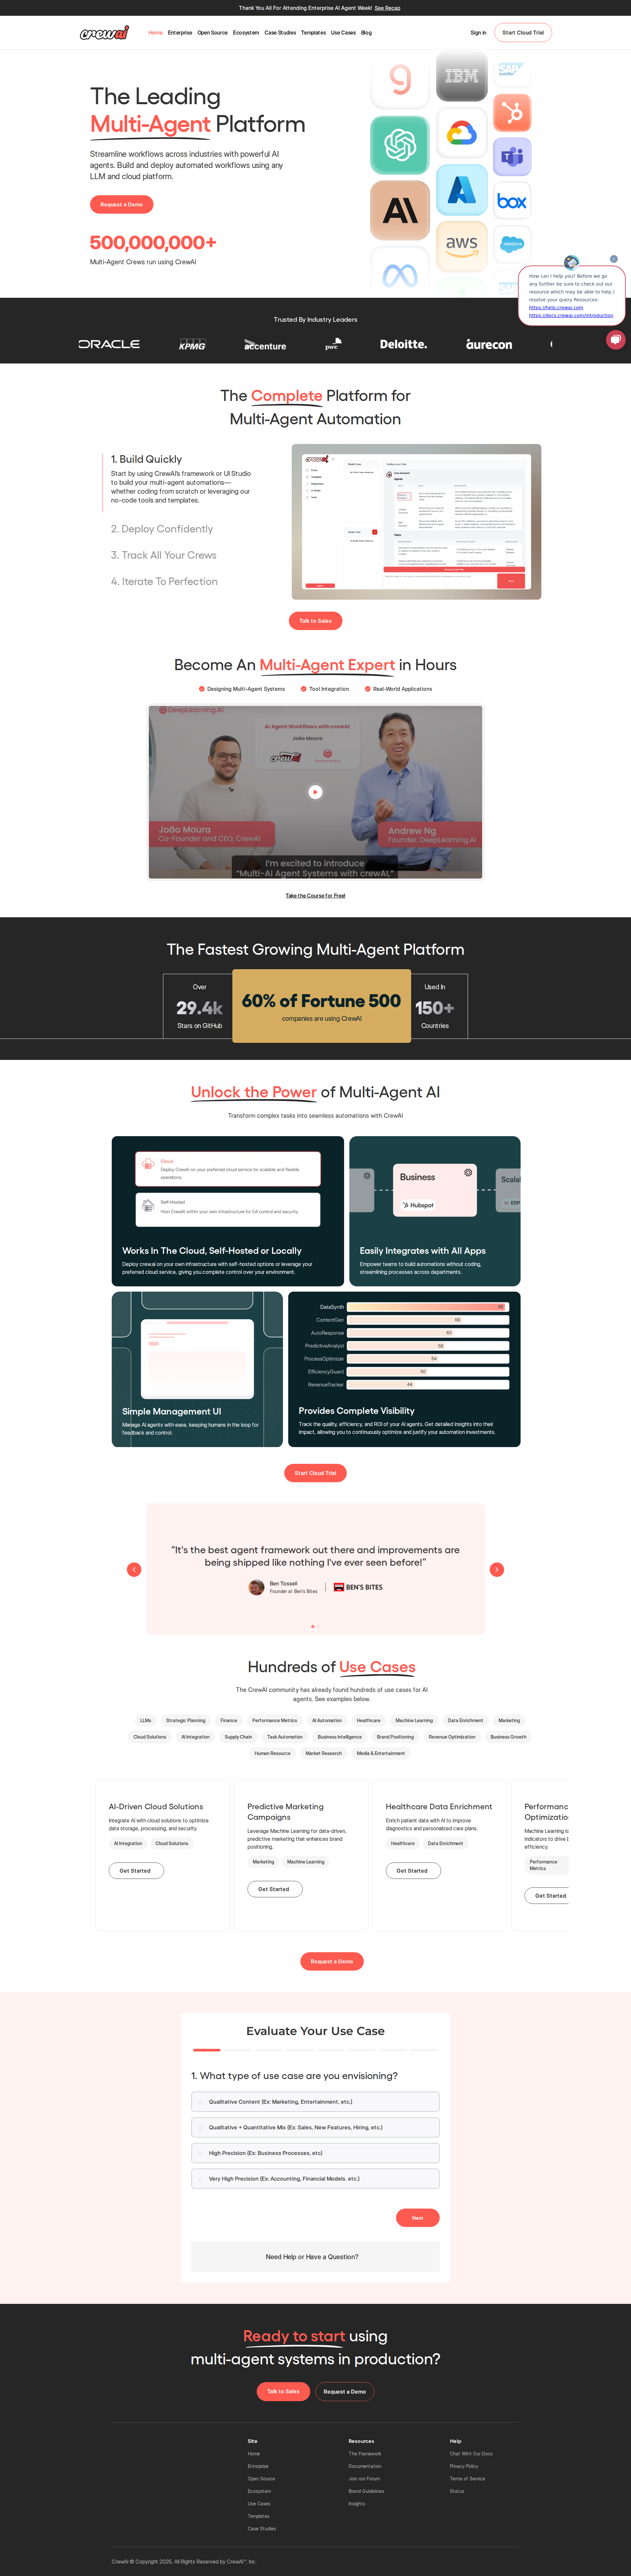 Thank You All For Attending Enterprise AI Agent Week! See Recap
crewai
Home Enterprise Open Source Ecosystem Case Studies Templates Use Cases Blog
Sign in
Start Cloud Trial
The Leading
Multi-Agent Platform
Streamline workflows across industries with powerful AI
agents. Build and deploy automated workflows using any
LLM and cloud platform.
Request a Demo
500,000,000+
Multi-Agent Crews run using CrewAI
IBM
SAP
box
aws
salesforce
SAP
How can I help you? Before we go
any further be sure to check out our
resource which may be able to help /
resolve your query Resources:
https://help.crewai.com
https://docs.crewai.com/introduction
Trusted By Industry Leaders
ORACLE
KPMG
accenture
pwc
Deloitte.
aurecon
The Complete Platform for
Multi-Agent Automation
1. Build Quickly
Start by using CrewAI's framework or UI Studio
to build your multi-agent automations—
whether coding from scratch or leveraging our
no-code tools and templates.
2. Deploy Confidently
3. Track All Your Crews
4. Iterate To Perfection
crewai
Agents
Tasks
Talk to Sales
Become An Multi-Agent Expert in Hours
Designing Multi-Agent Systems
Tool Integration
Real-World Applications
DeepLearning.AI
AI Agent Workflows with crewAI
João Moura
crewai
João Moura
Co-Founder and CEO, CrewAI
Andrew Ng
Founder, DeepLearning.AI
I'm excited to introduce
"Multi-AI Agent Systems with crewAI,"
Take the Course for Free!
The Fastest Growing Multi-Agent Platform
Over
29.4k
Stars on GitHub
60% of Fortune 500
companies are using CrewAI
Used In
150+
Countries
Unlock the Power of Multi-Agent AI
Transform complex tasks into seamless automations with CrewAI
Cloud
Deploy CrewAI on your preferred cloud service for scalable and flexible
operations.
Self-Hosted
Host CrewAI within your own infrastructure for full control and security.
Works In The Cloud, Self-Hosted or Locally
Deploy crew.ai on your own infrastructure with self-hosted options or leverage your
preferred cloud service, giving you complete control over your environment.
Business
Hubspot
Scal
ERP
Easily Integrates with All Apps
Empower teams to build automations without coding,
streamlining processes across departments.
Simple Management UI
Manage AI agents with ease, keeping humans in the loop for
feedback and control.
DataSynth 98
ContentGen 68
AutoResponse 63
PredictiveAnalyst 58
ProcessOptimizer 54
EfficiencyGuard 50
RevenueTracker 44
Provides Complete Visibility
Track the quality, efficiency, and ROI of your AI agents. Get detailed insights into their
impact, allowing you to continuously optimize and justify your automation investments.
Start Cloud Trial
“It's the best agent framework out there and improvements are
being shipped like nothing I've ever seen before!”
Ben Tossell
Founder at Ben's Bites
BEN'S BITES
Hundreds of Use Cases
The CrewAI community has already found hundreds of use cases for AI
agents. See examples below.
LLMs Strategic Planning Finance Performance Metrics AI Automation Healthcare Machine Learning Data Enrichment Marketing
Cloud Solutions AI Integration Supply Chain Task Automation Business Intelligence Brand Positioning Revenue Optimization Business Growth
Human Resource Market Research Media & Entertainment
AI-Driven Cloud Solutions
Integrate AI with cloud solutions to optimize
data storage, processing, and security.
AI Integration Cloud Solutions
Get Started
Predictive Marketing
Campaigns
Leverage Machine Learning for data-driven,
predictive marketing that enhances brand
positioning.
Marketing Machine Learning
Get Started
Healthcare Data Enrichment
Enrich patient data with AI to improve
diagnostics and personalized care plans.
Healthcare Data Enrichment
Get Started
Performanc
Optimization
Machine Learning ic
Indicators to drive t
efficiency.
Performance
Metrics
Get Started
Request a Demo
Evaluate Your Use Case
1. What type of use case are you envisioning?
Qualitative Content (Ex: Marketing, Entertainment, etc.)
Qualitative + Quantitative Mix (Ex: Sales, New Features, Hiring, etc.)
High Precision (Ex: Business Processes, etc)
Very High Precision (Ex: Accounting, Financial Models, etc.)
Next
Need Help or Have a Question?
Ready to start using
multi-agent systems in production?
Talk to Sales
Request a Demo
Site
Home
Enterprise
Open Source
Ecosystem
Use Cases
Templates
Case Studies
Resources
The Framework
Documentation
Join our Forum
Brand Guidelines
Insights
Help
Chat With Our Docs
Privacy Policy
Terms of Service
Status
CrewAI © Copyright 2025, All Rights Reserved by CrewAI™, Inc.